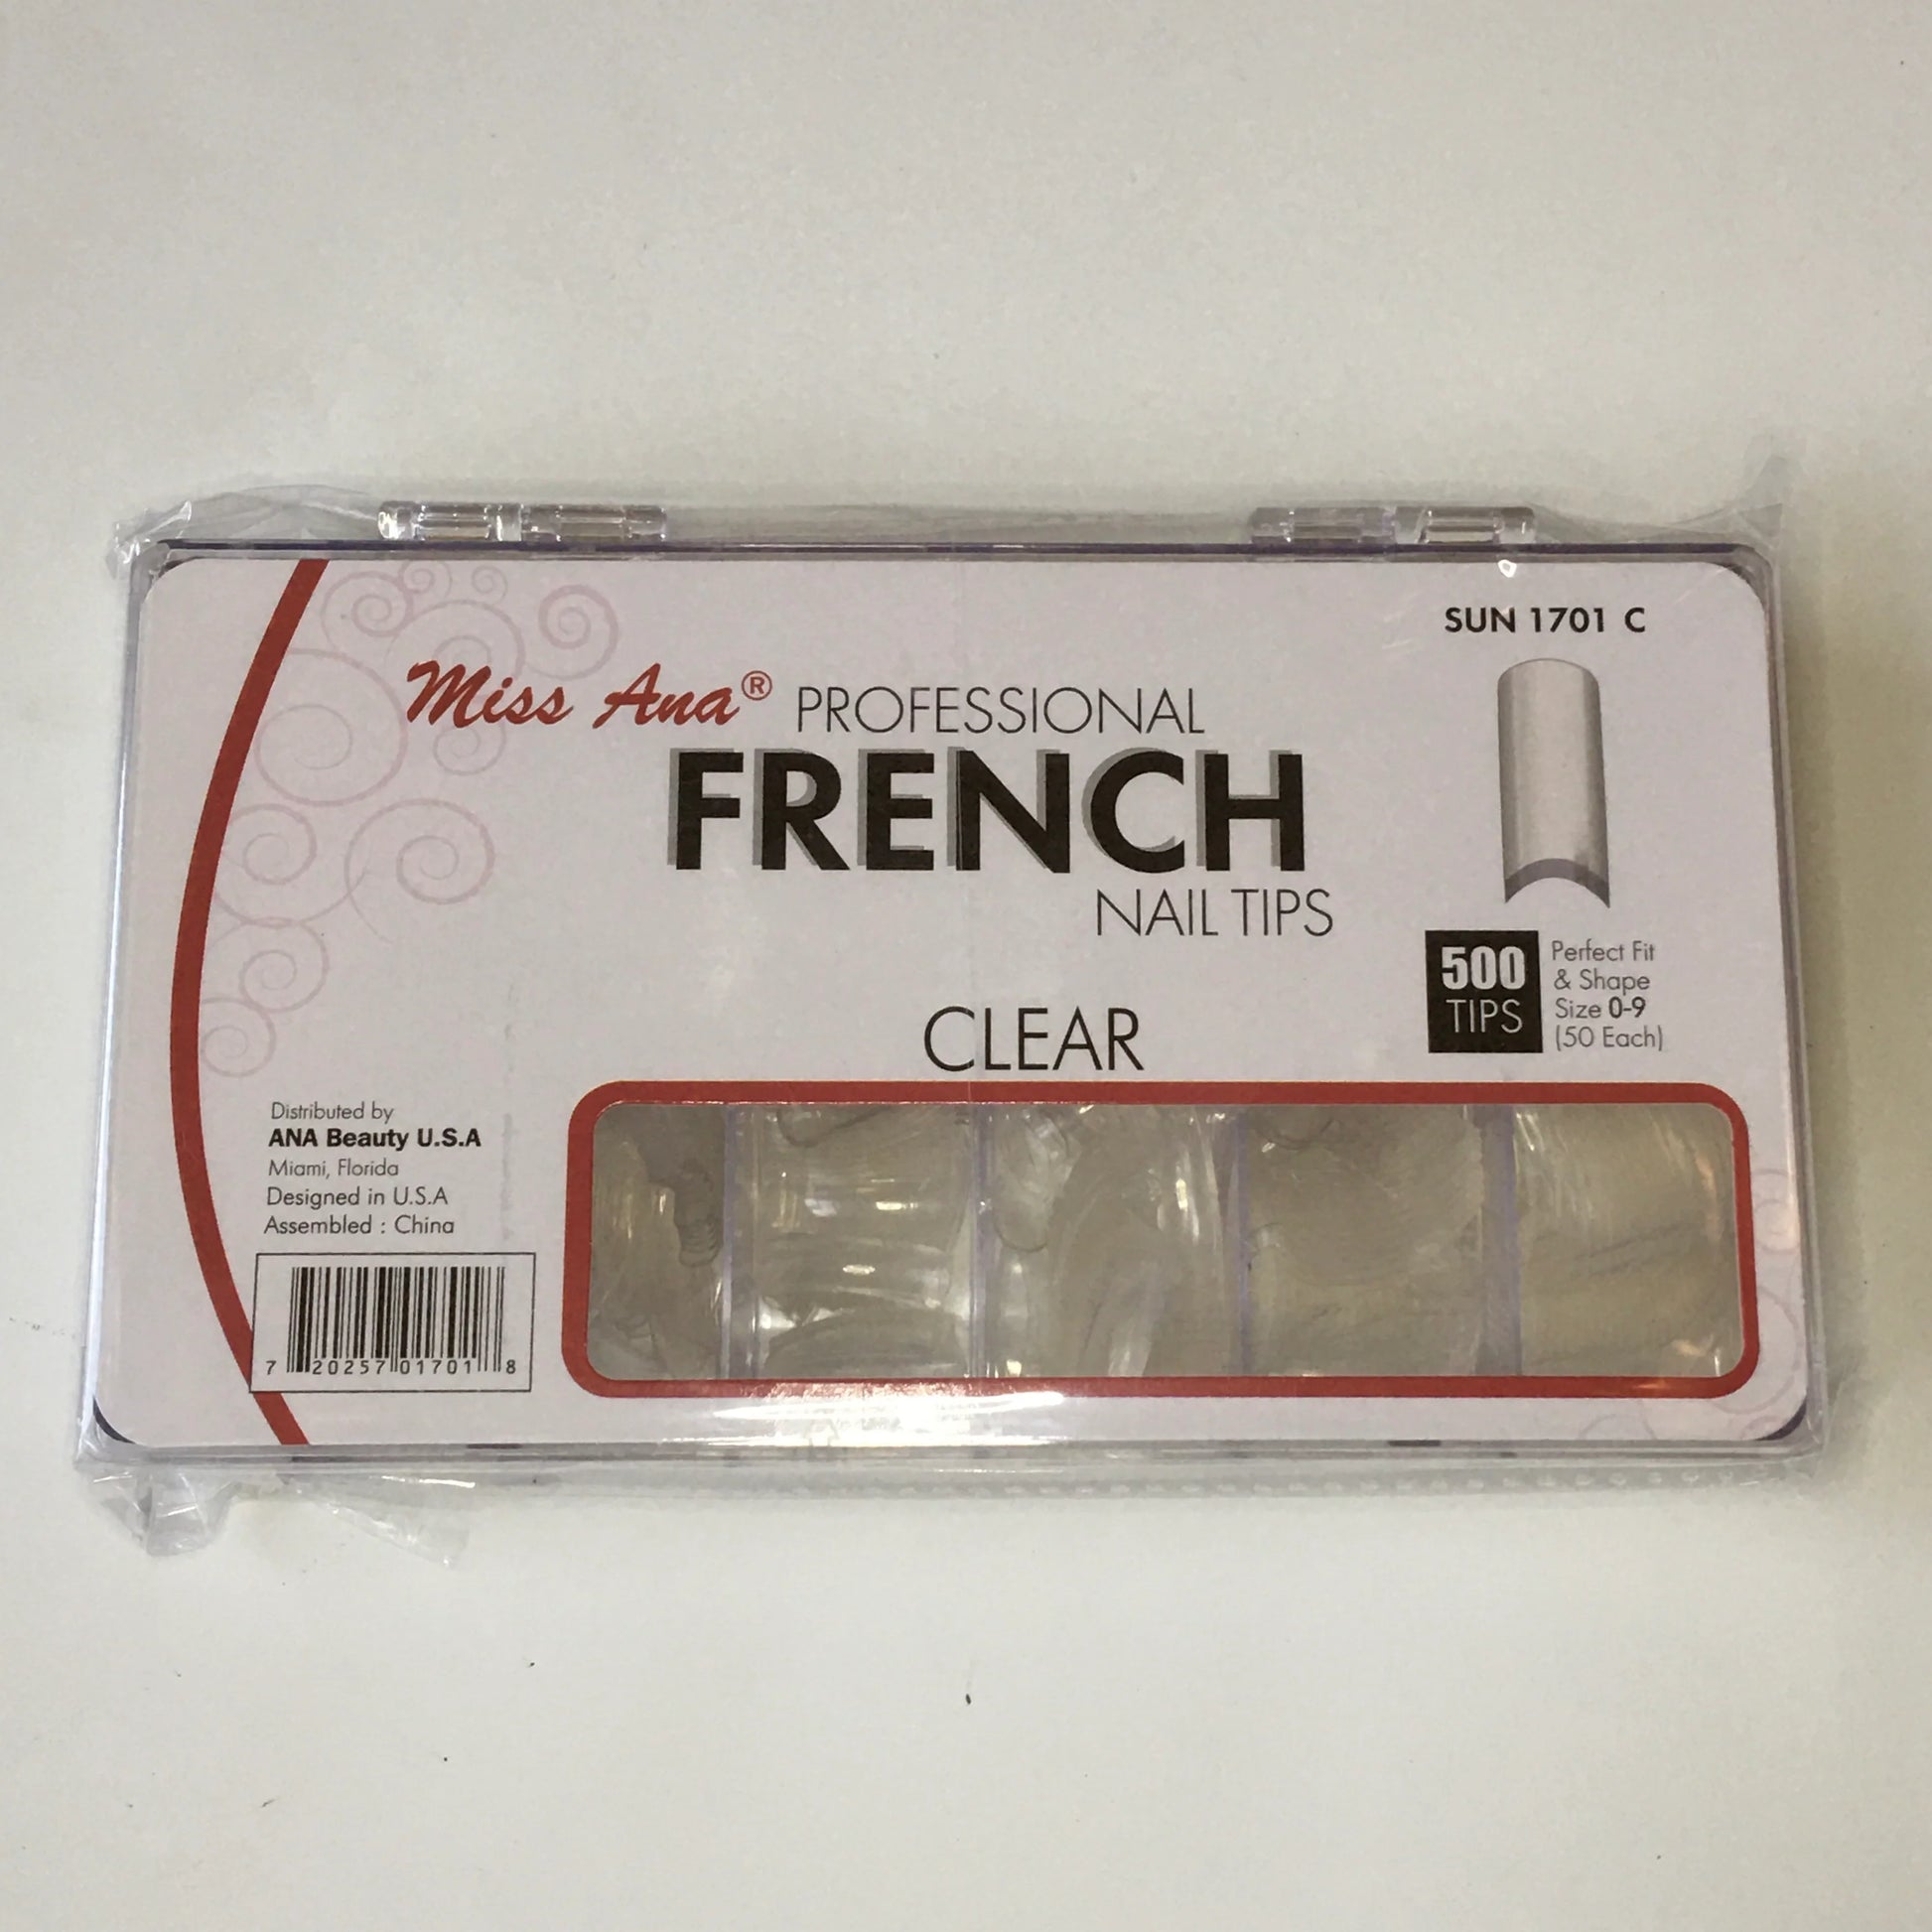 SUN 1701 C
Miss Ana® PROFESSIONAL
FRENCH
NAIL TIPS
CLEAR
500
TIPS
Perfect Fit
& Shape
Size 0-9
(50 Each)
Distributed by
ANA Beauty U.S.A
Miami, Florida
Designed in U.S.A
Assembled : China
7 20257 01701 8